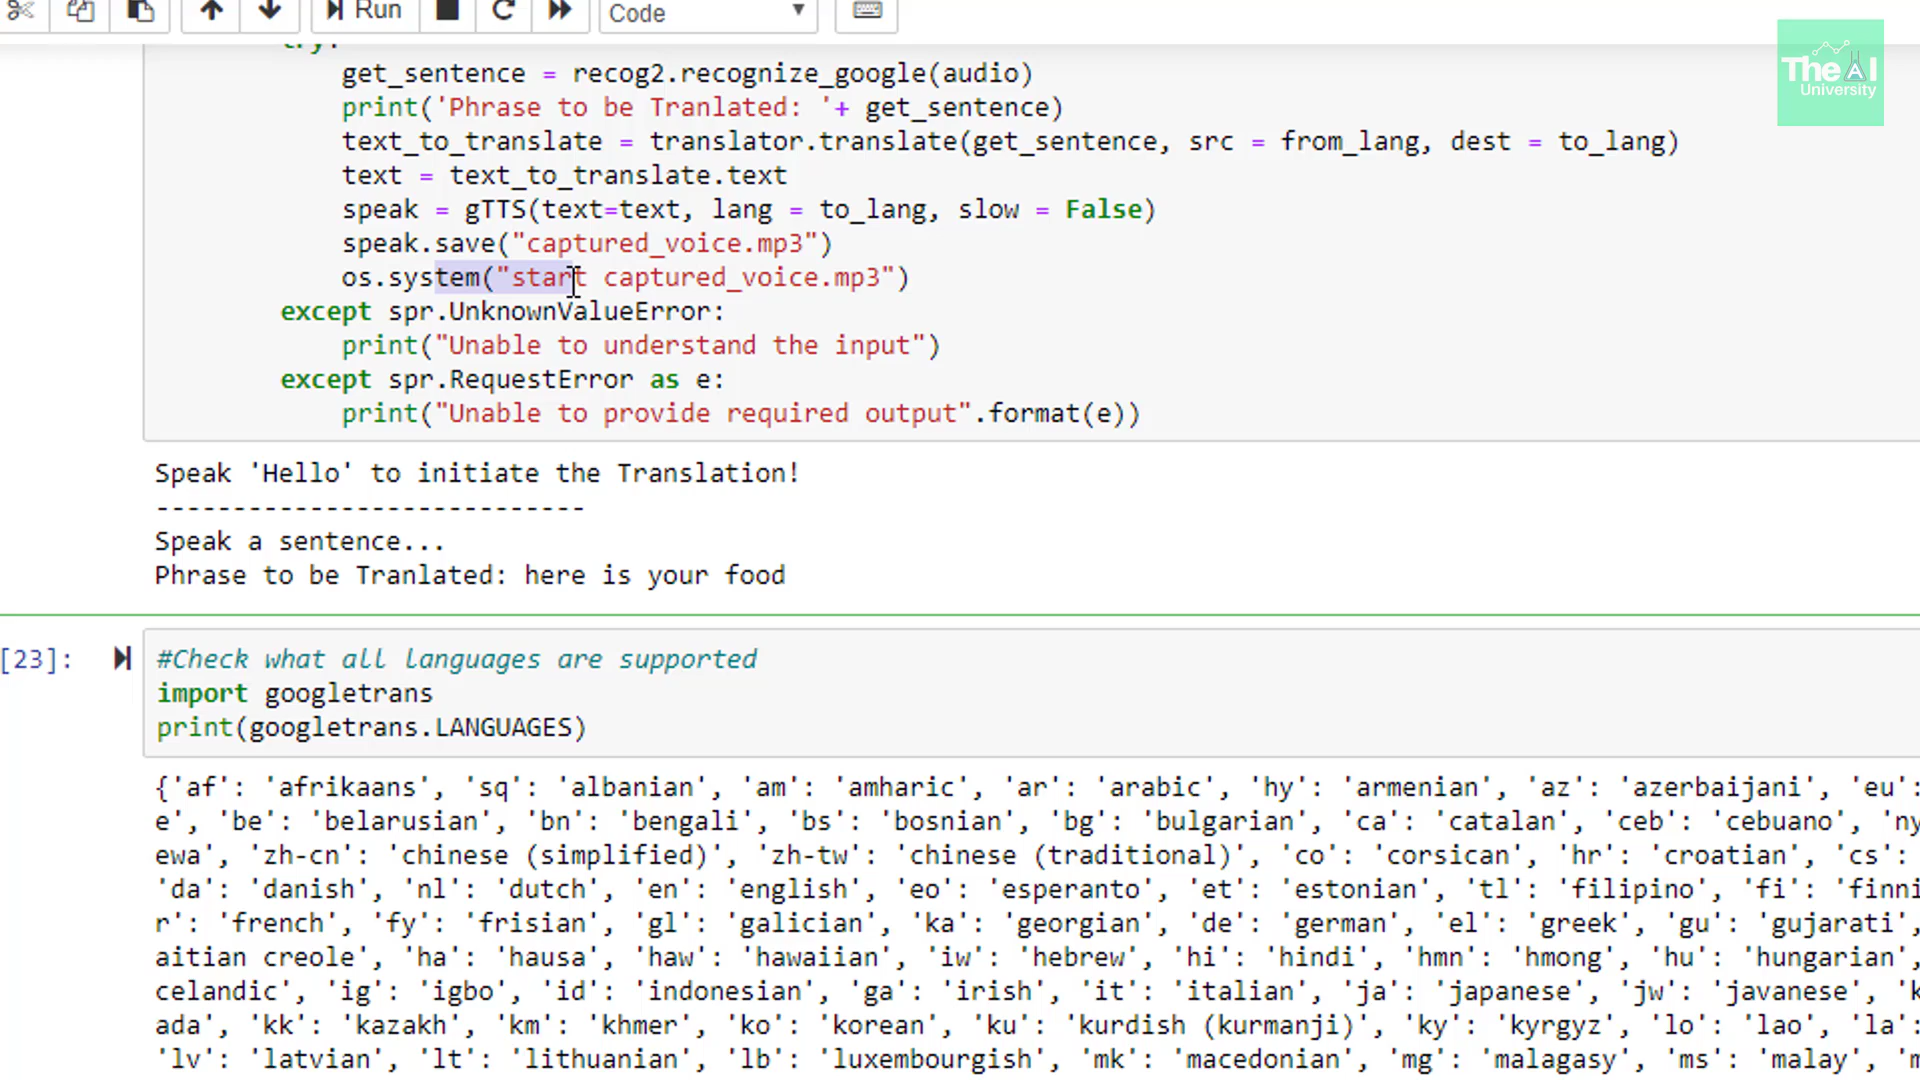 Run
Code
The AI
University
try:
get_sentence = recog2.recognize_google(audio)
print('Phrase to be Tranlated: '+ get_sentence)
text_to_translate = translator.translate(get_sentence, src = from_lang, dest = to_lang)
text = text_to_translate.text
speak = gTTS(text=text, lang = to_lang, slow = False)
speak.save("captured_voice.mp3")
os.system("start captured_voice.mp3")
except spr.UnknownValueError:
print("Unable to understand the input")
except spr.RequestError as e:
print("Unable to provide required output".format(e))
Speak 'Hello' to initiate the Translation!
----------------------------
Speak a sentence...
Phrase to be Tranlated: here is your food
[23]:
#Check what all languages are supported
import googletrans
print(googletrans.LANGUAGES)
{'af': 'afrikaans', 'sq': 'albanian', 'am': 'amharic', 'ar': 'arabic', 'hy': 'armenian', 'az': 'azerbaijani', 'eu':
e', 'be': 'belarusian', 'bn': 'bengali', 'bs': 'bosnian', 'bg': 'bulgarian', 'ca': 'catalan', 'ceb': 'cebuano', 'ny
ewa', 'zh-cn': 'chinese (simplified)', 'zh-tw': 'chinese (traditional)', 'co': 'corsican', 'hr': 'croatian', 'cs':
'da': 'danish', 'nl': 'dutch', 'en': 'english', 'eo': 'esperanto', 'et': 'estonian', 'tl': 'filipino', 'fi': 'finni
r': 'french', 'fy': 'frisian', 'gl': 'galician', 'ka': 'georgian', 'de': 'german', 'el': 'greek', 'gu': 'gujarati',
aitian creole', 'ha': 'hausa', 'haw': 'hawaiian', 'iw': 'hebrew', 'hi': 'hindi', 'hmn': 'hmong', 'hu': 'hungarian',
celandic', 'ig': 'igbo', 'id': 'indonesian', 'ga': 'irish', 'it': 'italian', 'ja': 'japanese', 'jw': 'javanese', 'k
ada', 'kk': 'kazakh', 'km': 'khmer', 'ko': 'korean', 'ku': 'kurdish (kurmanji)', 'ky': 'kyrgyz', 'lo': 'lao', 'la':
'lv': 'latvian', 'lt': 'lithuanian', 'lb': 'luxembourgish', 'mk': 'macedonian', 'mg': 'malagasy', 'ms': 'malay', 'm